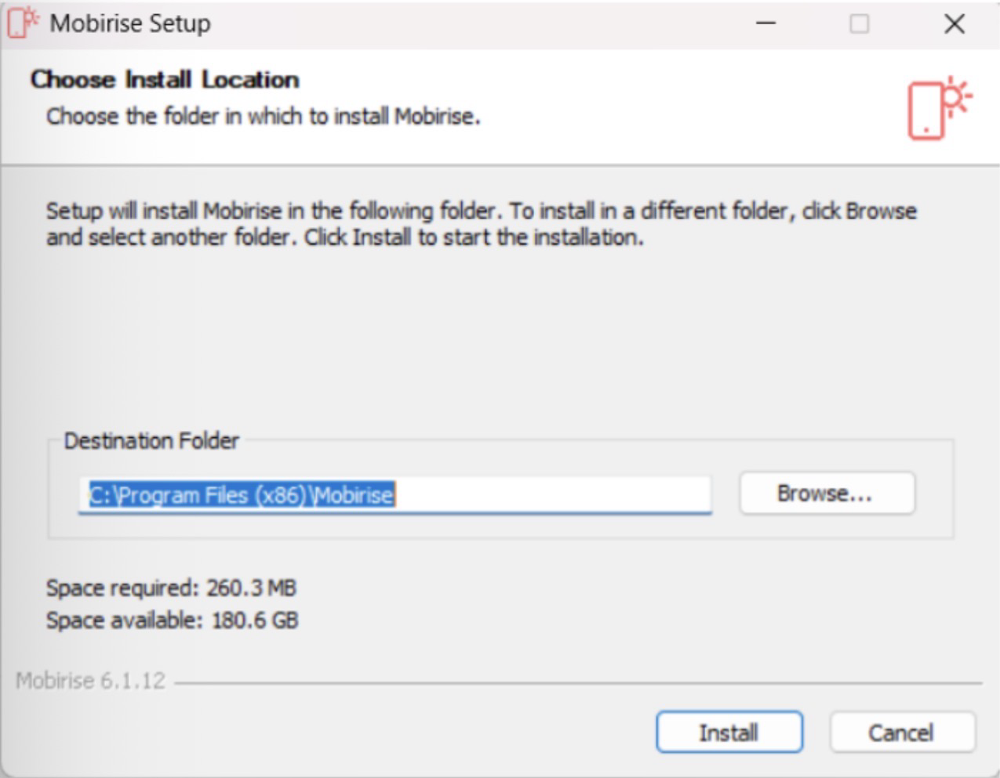 Mobirise Setup
Choose Install Location
Choose the folder in which to install Mobirise.
Setup will install Mobirise in the following folder. To install in a different folder, click Browse
and select another folder. Click Install to start the installation.
Destination Folder
C:\Program Files (x86)\Mobirise
Browse...
Space required: 260.3 MB
Space available: 180.6 GB
Mobirise 6.1.12
Install
Cancel